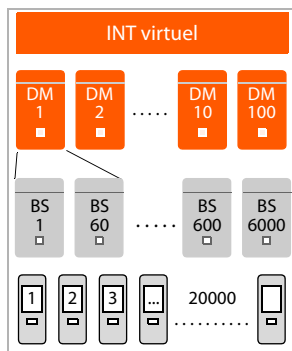 INT virtuel
DM 1
DM 2
.....
DM 10
DM 100
BS 1
BS 60
.....
BS 600
BS 6000
1
2
3
...
20000
..........